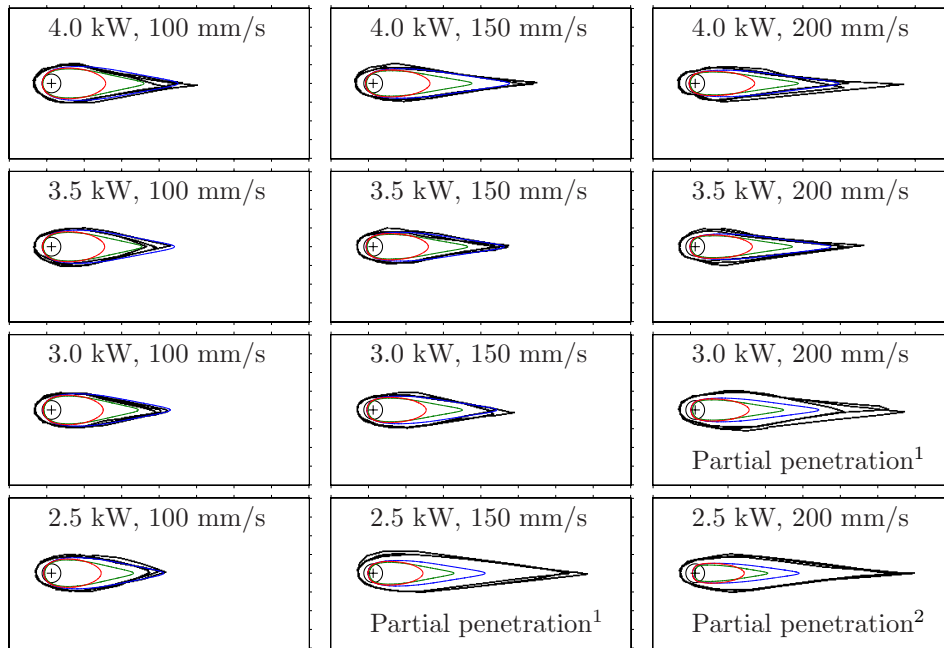 4.0 kW, 100 mm/s
4.0 kW, 150 mm/s
4.0 kW, 200 mm/s
3.5 kW, 100 mm/s
3.5 kW, 150 mm/s
3.5 kW, 200 mm/s
3.0 kW, 100 mm/s
3.0 kW, 150 mm/s
3.0 kW, 200 mm/s
Partial penetration¹
2.5 kW, 100 mm/s
2.5 kW, 150 mm/s
2.5 kW, 200 mm/s
Partial penetration¹
Partial penetration²